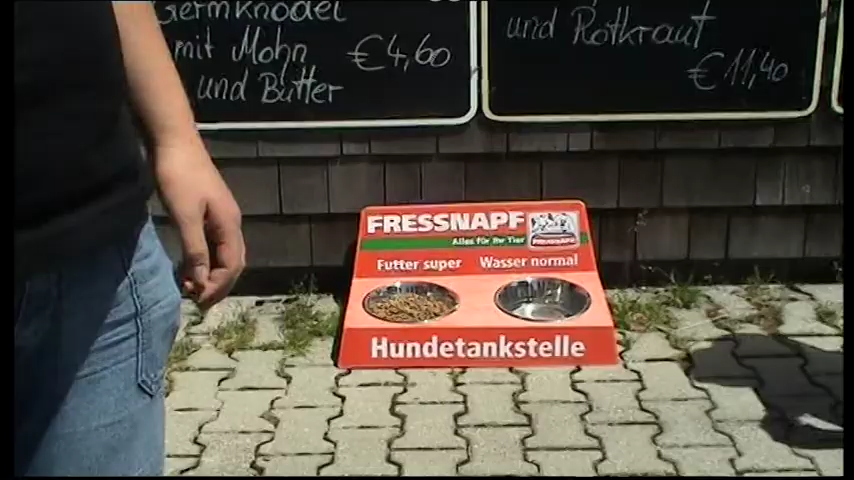 Germknödel
mit Mohn
und Butter
€ 4,60
und Rotkraut
€ 11,40
FRESSNAPF
Alles für Ihr Tier
FRESSNAPF
Futter super
Wasser normal
Hundetankstelle